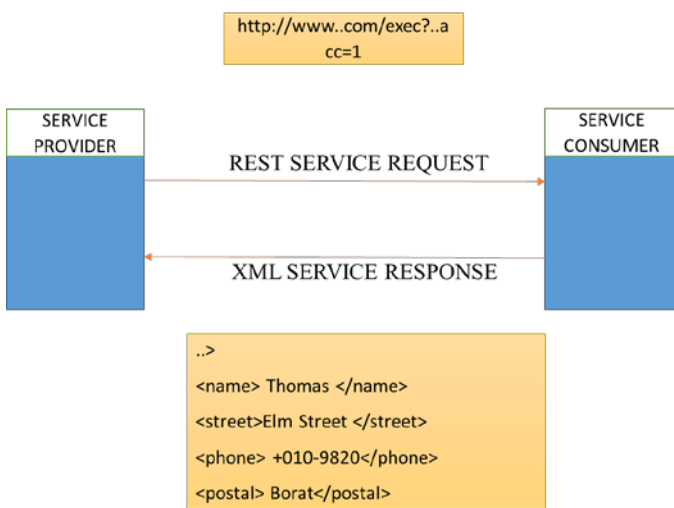 http://www..com/exec?..a
cc=1
SERVICE
PROVIDER
SERVICE
CONSUMER
REST SERVICE REQUEST
XML SERVICE RESPONSE
..>
<name> Thomas </name>
<street>Elm Street </street>
<phone> +010-9820</phone>
<postal> Borat</postal>